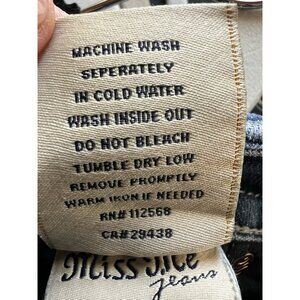 MACHINE WASH
SEPERATELY
IN COLD WATER
WASH INSIDE OUT
DO NOT BLEACH
TUMBLE DRY LOW
REMOVE PROMPTLY
WARM IRON IF NEEDED
RN# 112566
CA# 29438
Miss Me
jeans